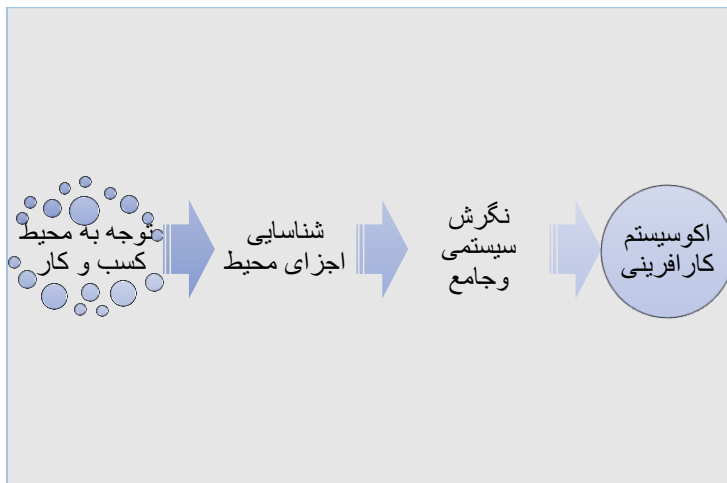 توجه به محیط
کسب و کار
شناسایی
اجزای محیط
نگرش
سیستمی
وجامع
اکوسیستم
کارافرینی